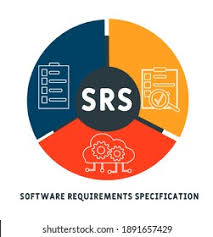 SRS
SOFTWARE REQUIREMENTS SPECIFICATION
shutterstock.com · 1891657429